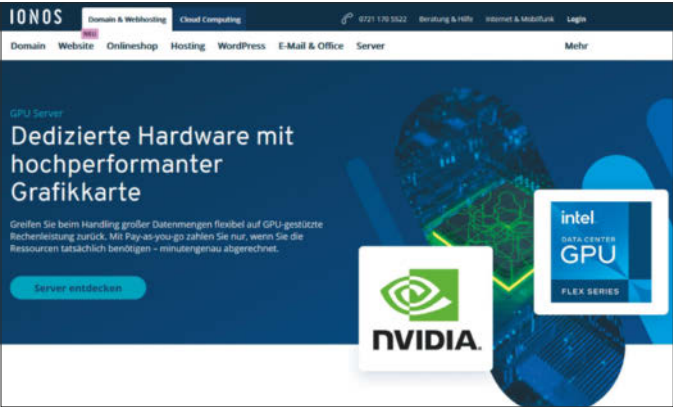 IONOS
Domain & Webhosting
Cloud Computing
0721 170 5522
Beratung & Hilfe
Internet & Mobilfunk
Login
NEU
Domain
Website
Onlineshop
Hosting
WordPress
E-Mail & Office
Server
Mehr
GPU Server
Dedizierte Hardware mit
hochperformanter
Grafikkarte
Greifen Sie beim Handling großer Datenmengen flexibel auf GPU-gestützte
Rechenleistung zurück. Mit Pay-as-you-go zahlen Sie nur, wenn Sie die
Ressourcen tatsächlich benötigen – minutengenau abgerechnet.
Server entdecken
intel
DATA CENTER
GPU
FLEX SERIES
NVIDIA.